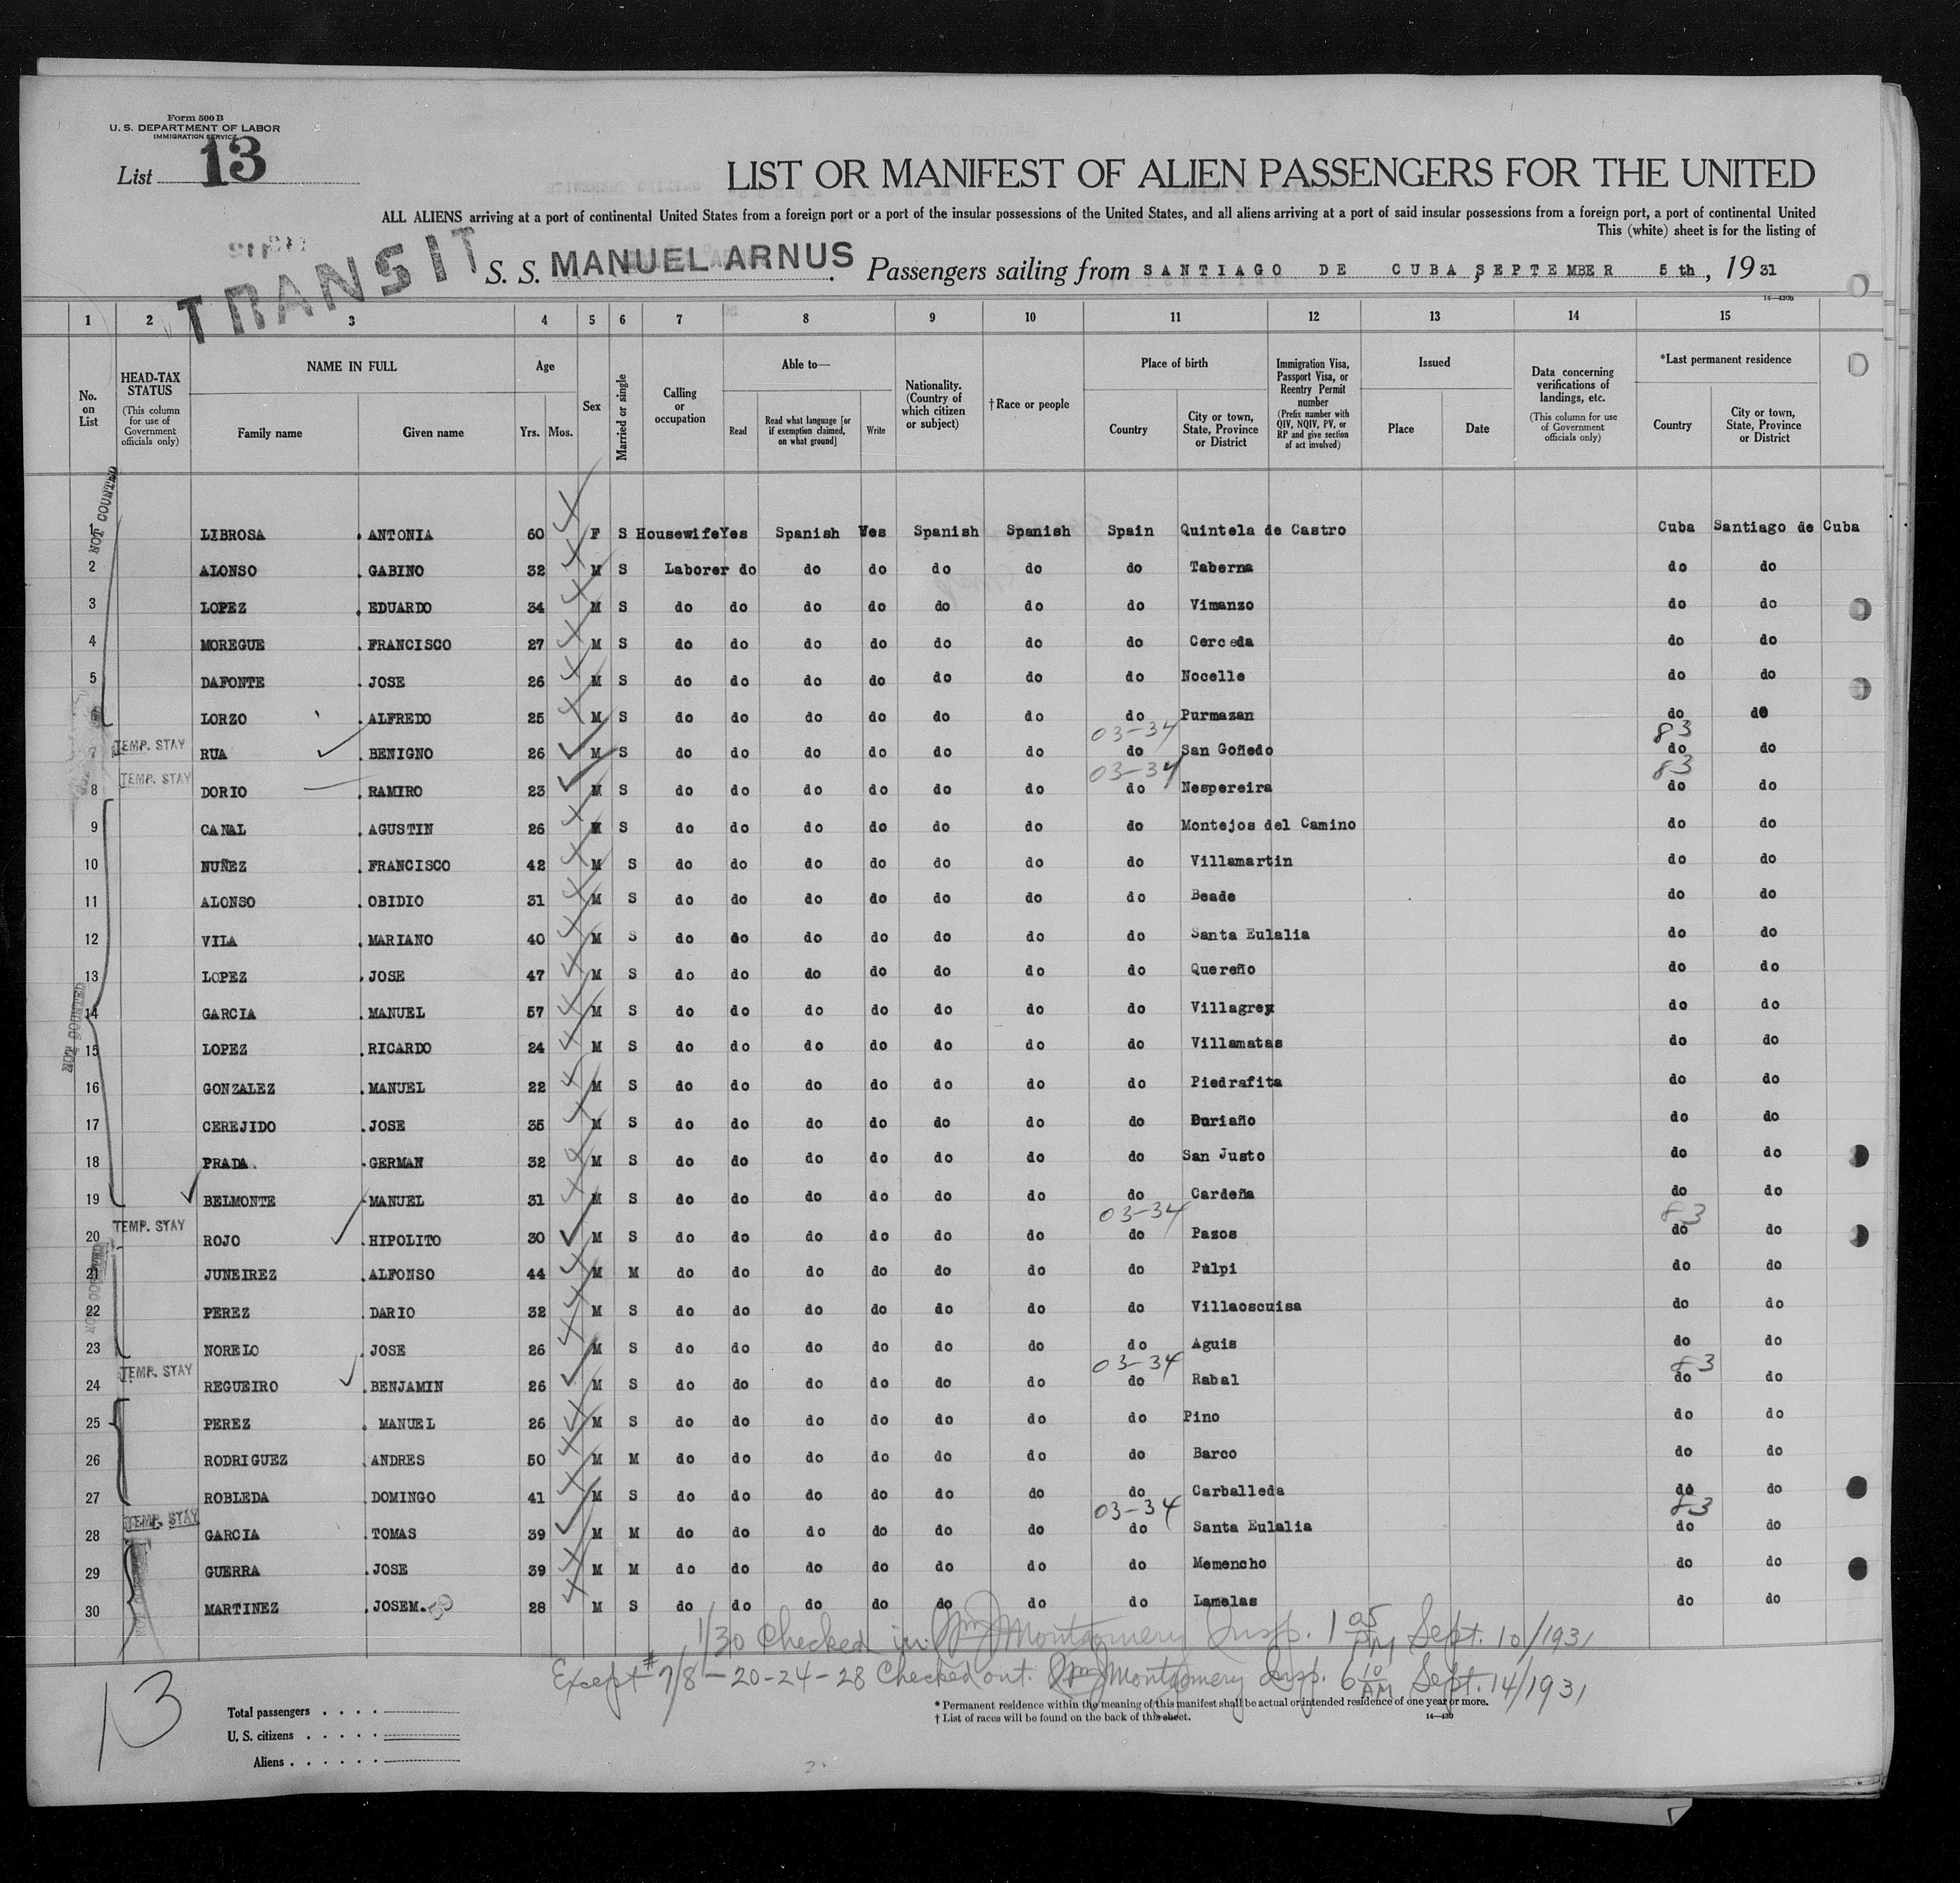 Form 500 B
U. S. DEPARTMENT OF LABOR
IMMIGRATION SERVICE
List 13
LIST OR MANIFEST OF ALIEN PASSENGERS FOR THE UNITED
ALL ALIENS arriving at a port of continental United States from a foreign port or a port of the insular possessions of the United States, and all aliens arriving at a port of said insular possessions from a foreign port, a port of continental United
This (white) sheet is for the listing of
TRANSIT
S. S. MANUEL ARNUS. Passengers sailing from SANTIAGO DE CUBA, SEPTEMBER 5 th, 19 31
14—430b
1 2 3 4 5 6 7 8 9 10 11 12 13 14 15
No. on List
HEAD-TAX STATUS (This column for use of Government officials only)
NAME IN FULL
Family name
Given name
Age
Yrs. Mos.
Sex
Married or single
Calling or occupation
Able to—
Read
Read what language [or if exemption claimed, on what ground]
Write
Nationality. (Country of which citizen or subject)
†Race or people
Place of birth
Country
City or town, State, Province or District
Immigration Visa, Passport Visa, or Reentry Permit number (Prefix number with QIV, NQIV, PV, or RP and give section of act involved)
Issued
Place
Date
Data concerning verifications of landings, etc. (This column for use of Government officials only)
*Last permanent residence
Country
City or town, State, Province or District
NOT COUNTED
1 LIBROSA . ANTONIA 60 F S Housewife Yes Spanish Yes Spanish Spanish Spain Quintela de Castro Cuba Santiago de Cuba
2 ALONSO . GABINO 32 M S Laborer do do do do do do Taberna do do
3 LOPEZ . EDUARDO 34 M S do do do do do do do Vimanzo do do
4 MOREGUE . FRANCISCO 27 M S do do do do do do do Cerceda do do
5 DAFONTE . JOSE 26 M S do do do do do do do Nocelle do do
6 LORZO . ALFREDO 25 M S do do do do do do do Purmazan do do
03-34 83
7 TEMP. STAY RUA . BENIGNO 26 M S do do do do do do do San Goñedo do do
03-34 83
8 TEMP. STAY DORIO . RAMIRO 23 M S do do do do do do do Nespereira do do
9 CANAL . AGUSTIN 26 M S do do do do do do do Montejos del Camino do do
10 NUÑEZ . FRANCISCO 42 M S do do do do do do do Villamartin do do
11 ALONSO . OBIDIO 31 M S do do do do do do do Beade do do
12 VILA . MARIANO 40 M S do do do do do do do Santa Eulalia do do
13 LOPEZ . JOSE 47 M S do do do do do do do Quereño do do
NOT COUNTED
14 GARCIA . MANUEL 57 M S do do do do do do do Villagrex do do
15 LOPEZ . RICARDO 24 M S do do do do do do do Villamatas do do
16 GONZALEZ . MANUEL 22 M S do do do do do do do Piedrafita do do
17 CEREJIDO . JOSE 35 M S do do do do do do do Duriaño do do
18 PRADA . GERMAN 32 M S do do do do do do do San Justo do do
19 BELMONTE . MANUEL 31 M S do do do do do do do Cardeña do do
03-34 83
20 TEMP. STAY ROJO . HIPOLITO 30 M S do do do do do do do Pazos do do
21 JUNEIREZ . ALFONSO 44 M M do do do do do do do Pulpi do do
22 PEREZ . DARIO 32 M S do do do do do do do Villaoscuisa do do
23 NORELO . JOSE 26 M S do do do do do do do Aguis do do
03-34 83
24 TEMP. STAY REGUEIRO . BENJAMIN 26 M S do do do do do do do Rabal do do
25 PEREZ . MANUEL 26 M S do do do do do do do Pino do do
26 RODRIGUEZ . ANDRES 50 M M do do do do do do do Barco do do
27 ROBLEDA . DOMINGO 41 M S do do do do do do do Carballeda do do
03-34 83
28 TEMP. STAY GARCIA . TOMAS 39 M M do do do do do do do Santa Eulalia do do
29 GUERRA . JOSE 39 M M do do do do do do do Memencho do do
30 MARTINEZ . JOSEM. 30 28 M S do do do do do do do Lamelas do do
1/30 Checked in Wm J Montgomery Insp. 1 05 PM Sept. 10/1931
Except #7/8-20-24-28 Checked out. Wm J Montgomery Insp. 6 10 AM Sept. 14/1931
13
* Permanent residence within the meaning of this manifest shall be actual or intended residence of one year or more.
† List of races will be found on the back of this sheet.
14—430
Total passengers
U. S. citizens
Aliens